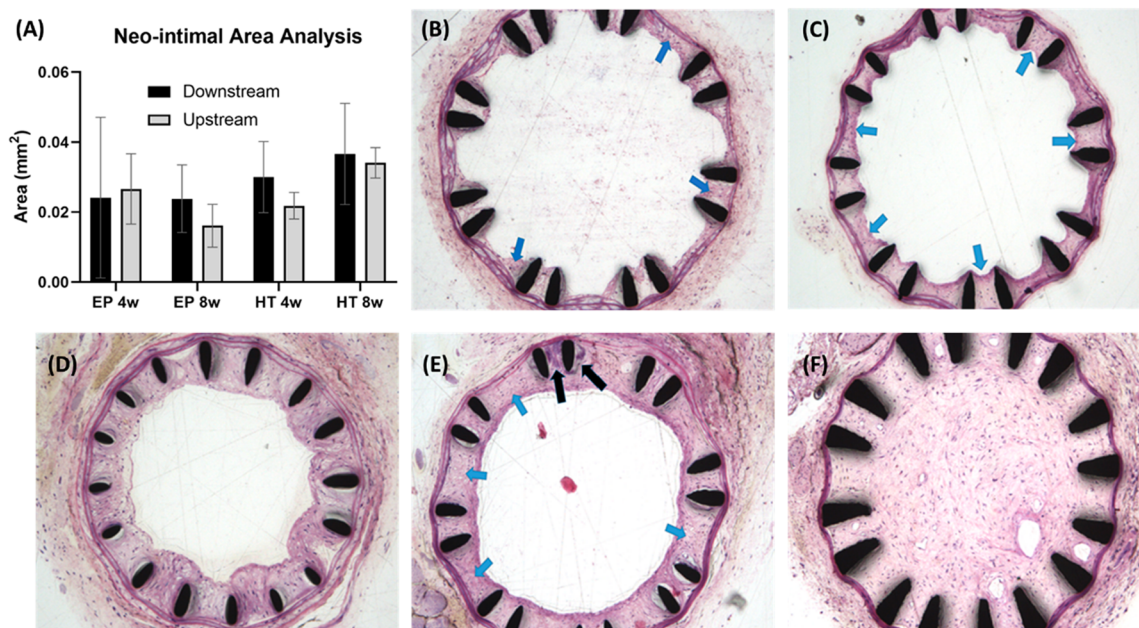 (A)
Neo-intimal Area Analysis
Downstream
Upstream
0.06
0.04
0.02
0.00
Area (mm²)
EP 4w EP 8w HT 4w HT 8w
(B)
(C)
(D)
(E)
(F)